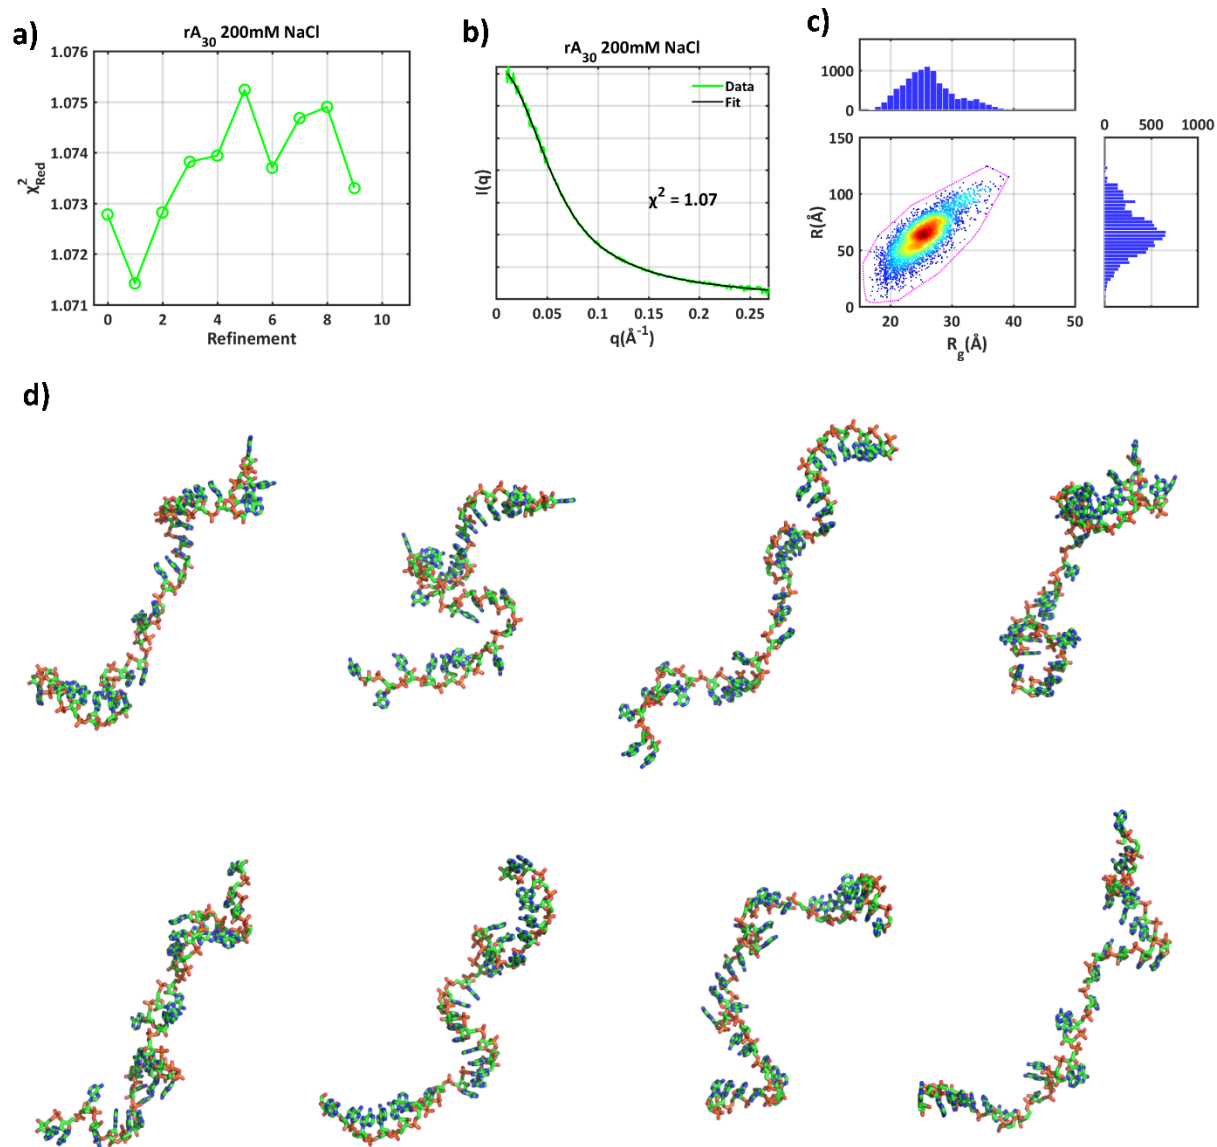 a)
rA30 200mM NaCl
1.076
1.075
1.074
1.073
1.072
1.071
χ²Red
0 2 4 6 8 10
Refinement
b)
rA30 200mM NaCl
Data
Fit
χ² = 1.07
I(q)
0 0.05 0.1 0.15 0.2 0.25
q(Å⁻¹)
c)
1000
0
0 500 1000
150
100
50
0
R(Å)
20 30 40 50
Rg(Å)
d)